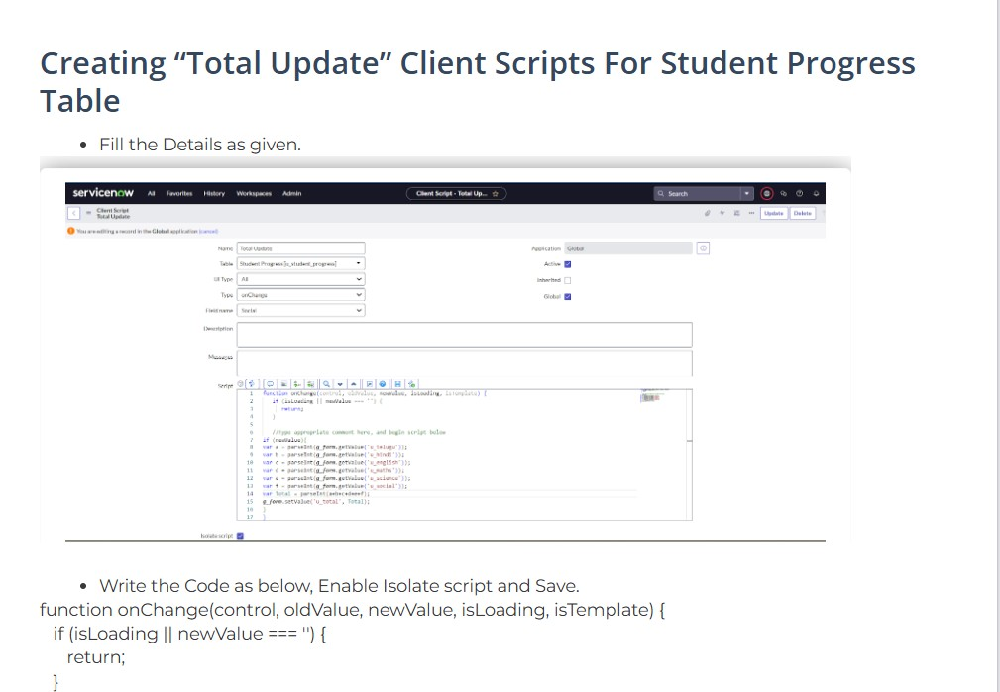 Creating “Total Update” Client Scripts For Student Progress
Table
• Fill the Details as given.
servicenow All Favorites History Workspaces Admin Client Script - Total Up... ☆ Search
Client Script
Total Update
Update Delete
You are editing a record in the Global application (cancel)
Name Total Update
Application Global
Table Student Progress [u_student_progress]
Active
UI Type All
Inherited
Type onChange
Global
Field name Social
Description
Messages
Script
1 function onChange(control, oldValue, newValue, isLoading, isTemplate) {
2 if (isLoading || newValue === '') {
3 return;
4 }
5
6 //Type appropriate comment here, and begin script below
7 if (newValue){
8 var a = parseInt(g_form.getValue('u_telugu'));
9 var b = parseInt(g_form.getValue('u_hindi'));
10 var c = parseInt(g_form.getValue('u_english'));
11 var d = parseInt(g_form.getValue('u_maths'));
12 var e = parseInt(g_form.getValue('u_science'));
13 var f = parseInt(g_form.getValue('u_social'));
14 var Total = parseInt(a+b+c+d+e+f);
15 g_form.setValue('u_total', Total);
16 }
17 }
Isolate script
• Write the Code as below, Enable Isolate script and Save.
function onChange(control, oldValue, newValue, isLoading, isTemplate) {
if (isLoading || newValue === '') {
return;
}